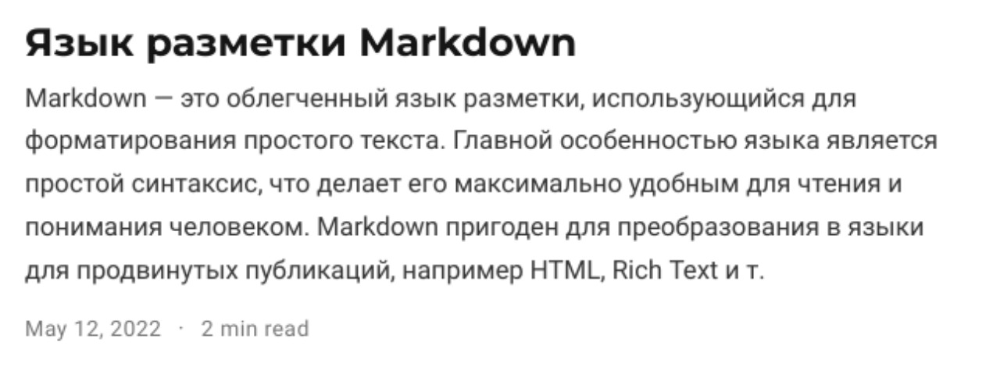 Язык разметки Markdown
Markdown — это облегченный язык разметки, использующийся для
форматирования простого текста. Главной особенностью языка является
простой синтаксис, что делает его максимально удобным для чтения и
понимания человеком. Markdown пригоден для преобразования в языки
для продвинутых публикаций, например HTML, Rich Text и т.
May 12, 2022 · 2 min read